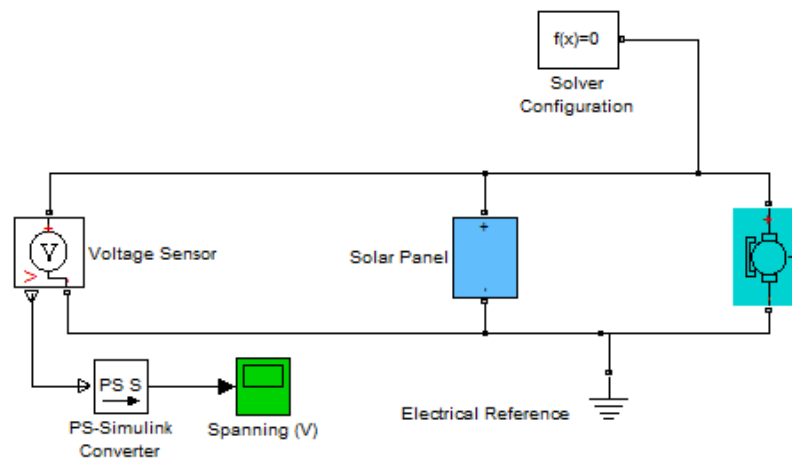 f(x)=0
Solver
Configuration
+
V
V
Voltage Sensor
Solar Panel
+
-
+
PS S
PS-Simulink
Converter
Spanning (V)
Electrical Reference